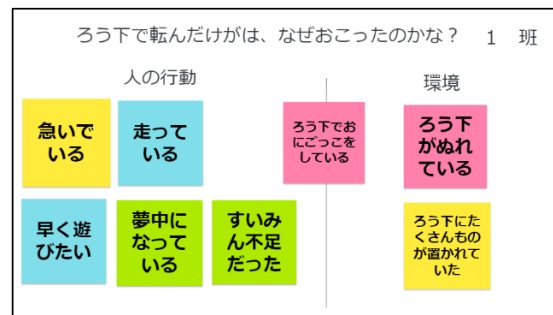 ろう下で転んだけがは、なぜおこったのかな？ 1 班
人の行動
環境
急いで
いる
走って
いる
ろう下でお
にごっこを
している
ろう下
がぬれ
ている
早く遊
びたい
夢中に
なって
いる
すいみ
ん不足
だった
ろう下にた
くさんもの
が置かれて
いた